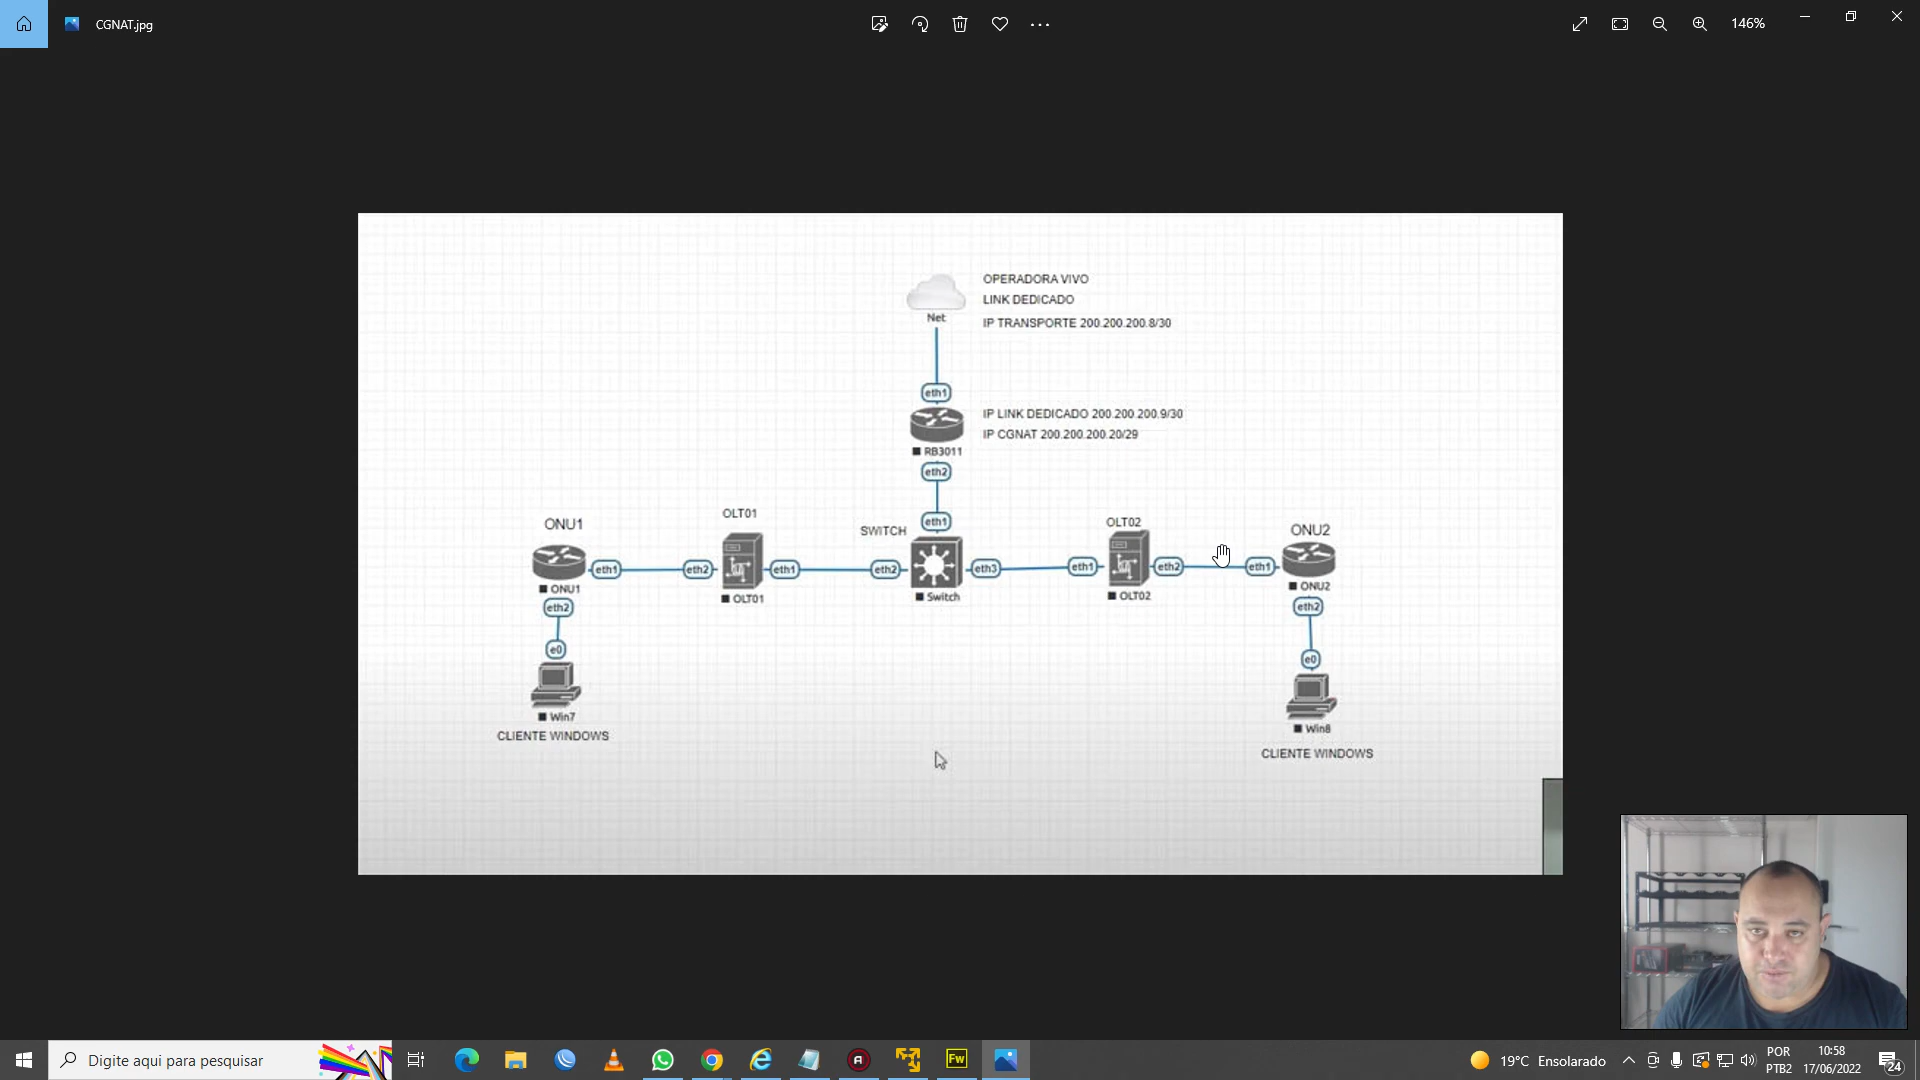 CGNAT.jpg
146%
OPERADORA VIVO
LINK DEDICADO
IP TRANSPORTE 200.200.200.8/30
Net
eth1
IP LINK DEDICADO 200.200.200.9/30
IP CGNAT 200.200.200.20/29
RB3011
eth2
eth1
SWITCH
OLT01
OLT02
ONU1
ONU2
eth1
eth2
eth1
eth2
eth3
eth1
eth2
eth1
ONU1
OLT01
Switch
OLT02
ONU2
eth2
eth2
e0
e0
Win7
CLIENTE WINDOWS
Win8
CLIENTE WINDOWS
Digite aqui para pesquisar
Fw
19°C Ensolarado
POR
PTB2
10:58
17/06/2022
24